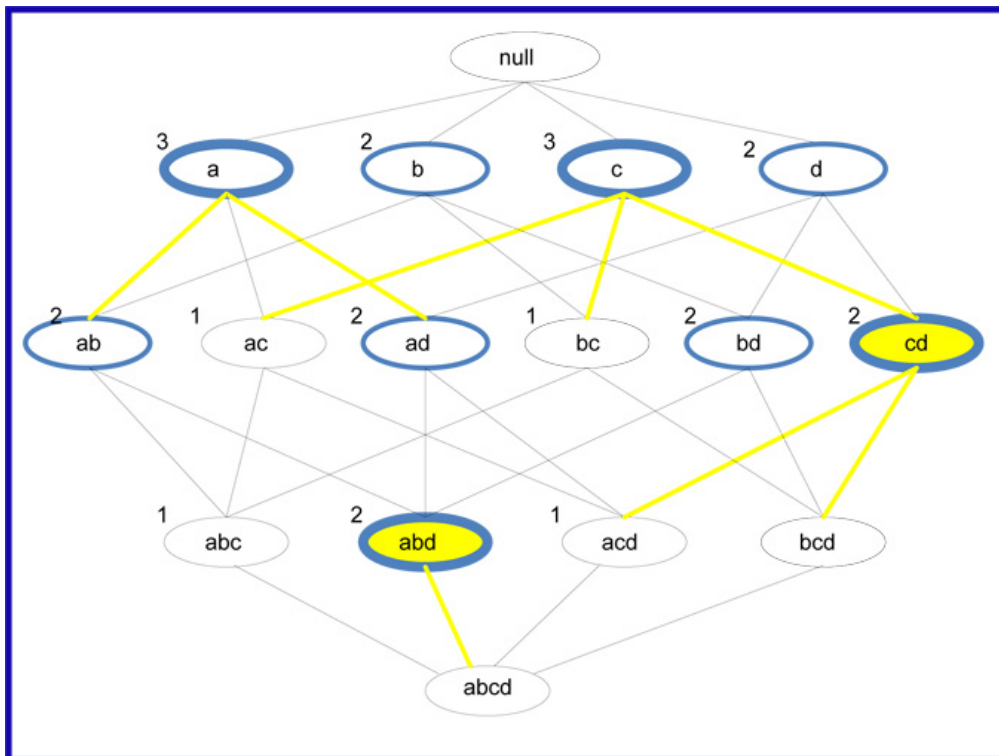 null
3 2 3 2
a b c d
2 1 2 1 2 2
ab ac ad bc bd cd
1 2 1
abc abd acd bcd
abcd